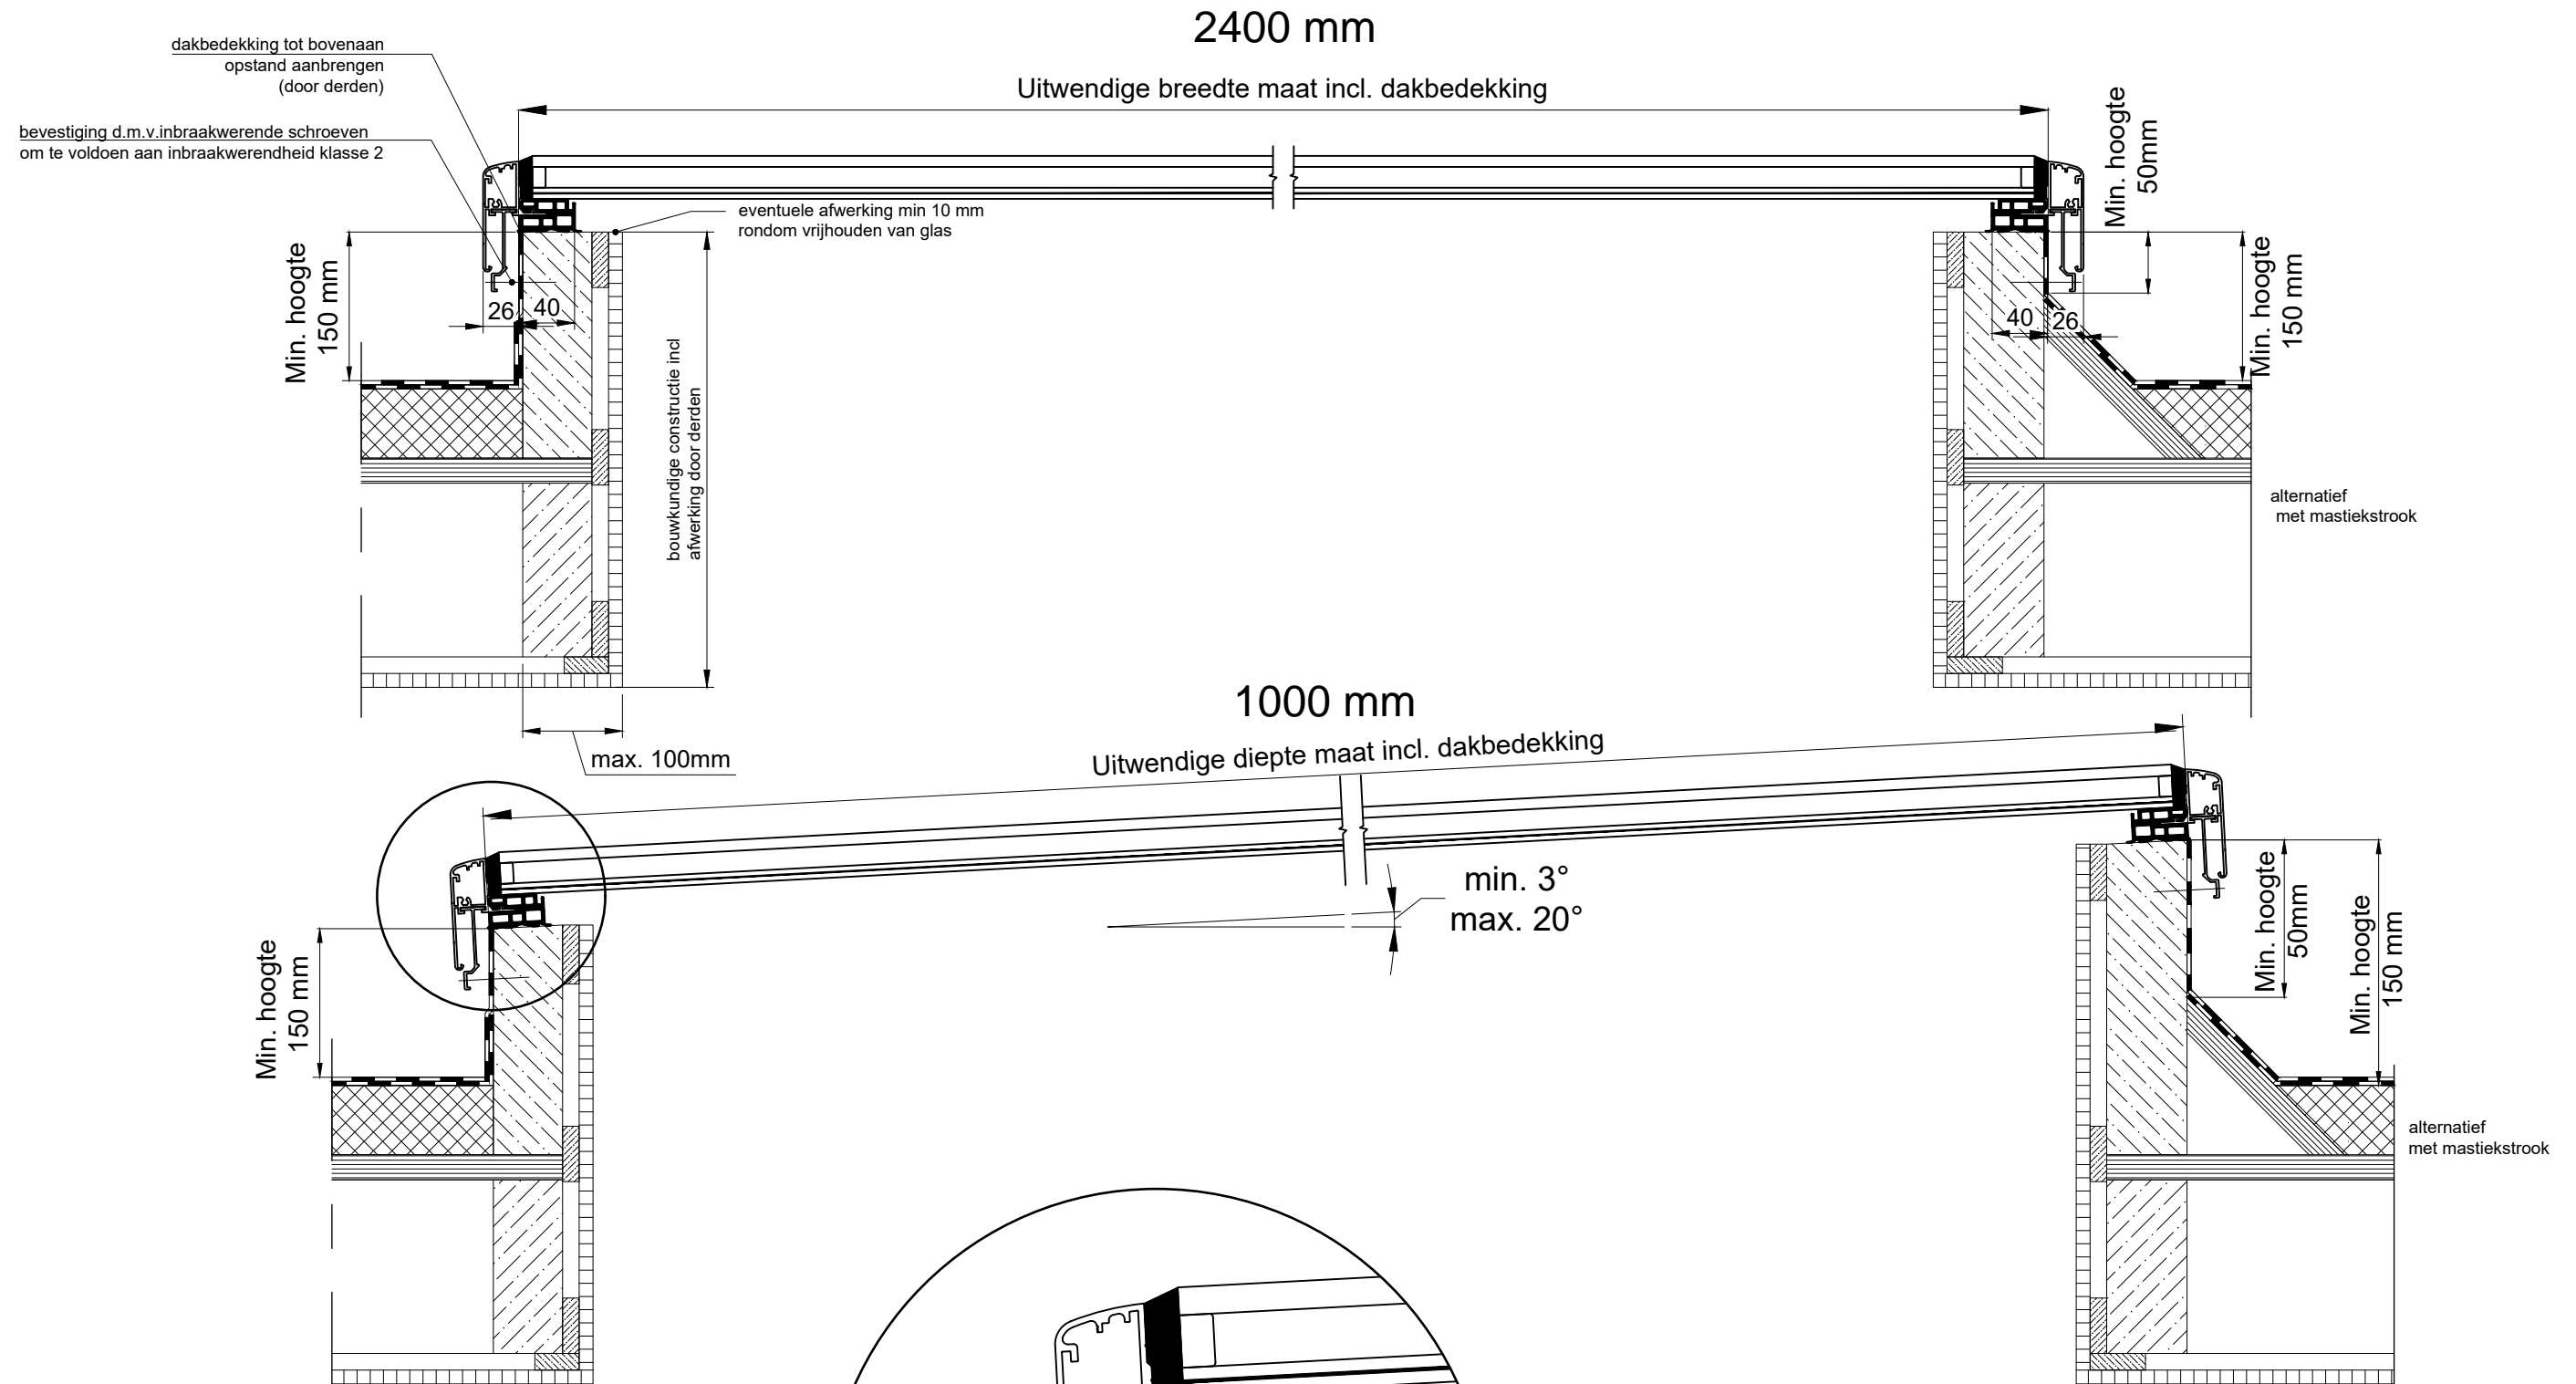 2400 mm
Uitwendige breedte maat incl. dakbedekking
dakbedekking tot bovenaan
opstand aanbrengen
(door derden)
bevestiging d.m.v.inbraakwerende schroeven
om te voldoen aan inbraakwerendheid klasse 2
eventuele afwerking min 10 mm
rondom vrijhouden van glas
Min. hoogte
150 mm
26
40
bouwkundige constructie incl
afwerking door derden
max. 100mm
Min. hoogte
50mm
Min. hoogte
150 mm
40
26
alternatief
met mastiekstrook
1000 mm
Uitwendige diepte maat incl. dakbedekking
min. 3°
max. 20°
Min. hoogte
150 mm
Min. hoogte
50mm
Min. hoogte
150 mm
alternatief
met mastiekstrook